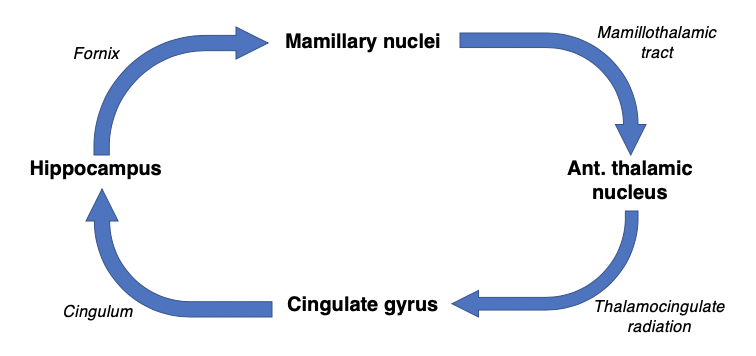 Mamillothalamic
tract
Fornix
Mamillary nuclei
Hippocampus
Ant. thalamic
nucleus
Cingulum
Cingulate gyrus
Thalamocingulate
radiation